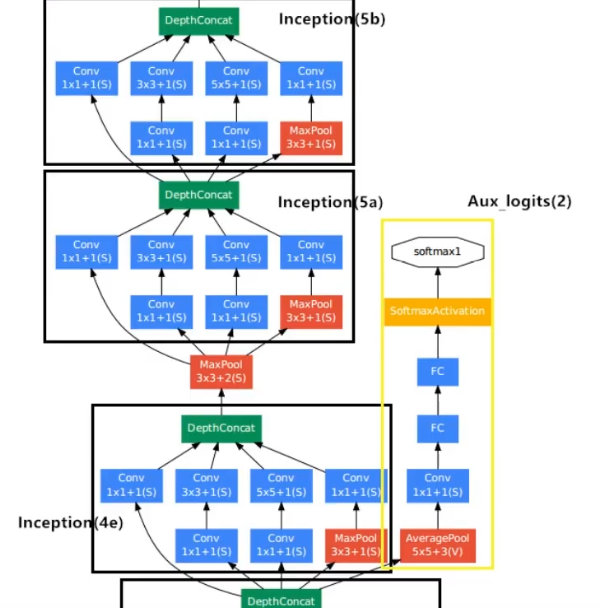 DepthConcat
Inception(5b)
Conv
1x1+1(S)
Conv
3x3+1(S)
Conv
5x5+1(S)
Conv
1x1+1(S)
Conv
1x1+1(S)
Conv
1x1+1(S)
MaxPool
3x3+1(S)
DepthConcat
Inception(5a)
Aux_logits(2)
Conv
1x1+1(S)
Conv
3x3+1(S)
Conv
5x5+1(S)
Conv
1x1+1(S)
softmax1
Conv
1x1+1(S)
Conv
1x1+1(S)
MaxPool
3x3+1(S)
SoftmaxActivation
MaxPool
3x3+2(S)
FC
DepthConcat
FC
Conv
1x1+1(S)
Conv
3x3+1(S)
Conv
5x5+1(S)
Conv
1x1+1(S)
Conv
1x1+1(S)
Inception(4e)
Conv
1x1+1(S)
Conv
1x1+1(S)
MaxPool
3x3+1(S)
AveragePool
5x5+3(V)
DepthConcat